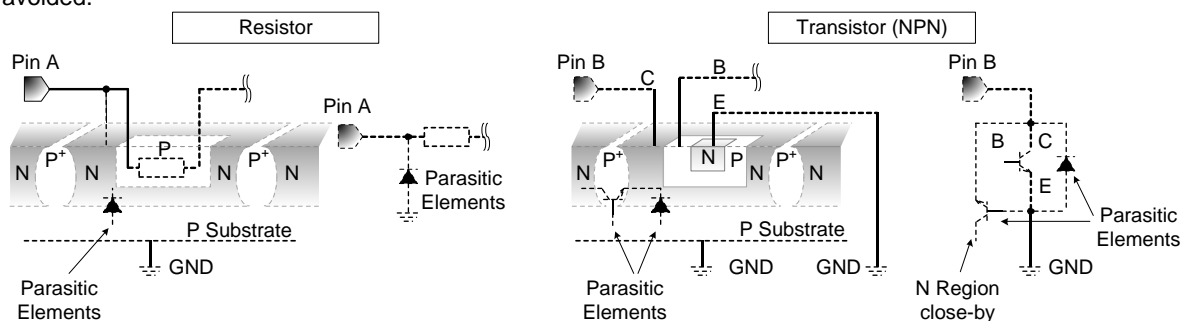 avoided.
Resistor
Transistor (NPN)
Pin A
Pin A
P
N
P+
N
N
P+
N
Parasitic
Elements
P Substrate
GND
Parasitic
Elements
Pin B
C
B
E
P+
N
N
N
P
N
P+
N
P Substrate
GND
GND
Parasitic
Elements
Pin B
B
C
E
Parasitic
Elements
GND
N Region
close-by